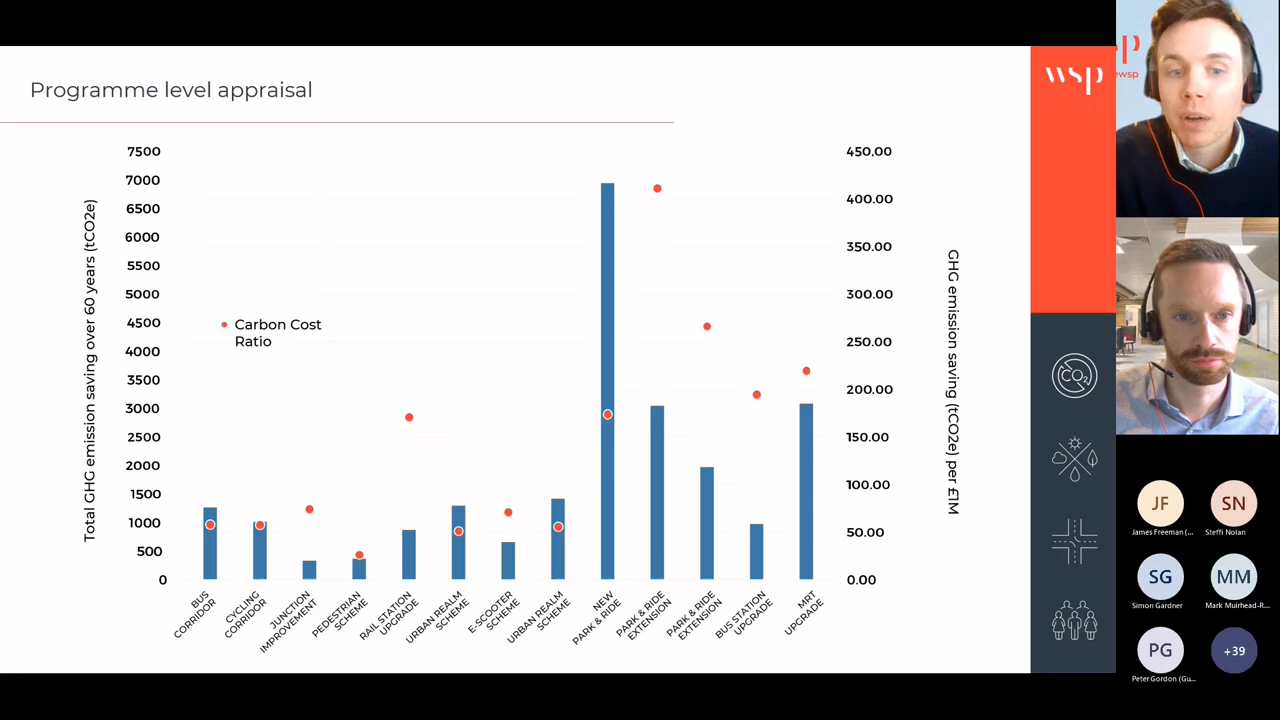 Programme level appraisal
wsp
p
wsp
Total GHG emission saving over 60 years (tCO2e)
7500
7000
6500
6000
5500
5000
4500
4000
3500
3000
2500
2000
1500
1000
500
0
Carbon Cost
Ratio
450.00
400.00
350.00
300.00
250.00
200.00
150.00
100.00
50.00
0.00
GHG emission saving (tCO2e) per £1M
BUS
CORRIDOR
CYCLING
CORRIDOR
JUNCTION
IMPROVEMENT
PEDESTRIAN
SCHEME
RAIL STATION
UPGRADE
URBAN REALM
SCHEME
E-SCOOTER
SCHEME
URBAN REALM
SCHEME
NEW
PARK & RIDE
PARK & RIDE
EXTENSION
PARK & RIDE
EXTENSION
BUS STATION
UPGRADE
MRT
UPGRADE
CO2
JF
James Freeman (...
SN
Steffi Nolan
SG
Simon Gardner
MM
Mark Muirhead-R...
PG
Peter Gordon (Gu...
+39